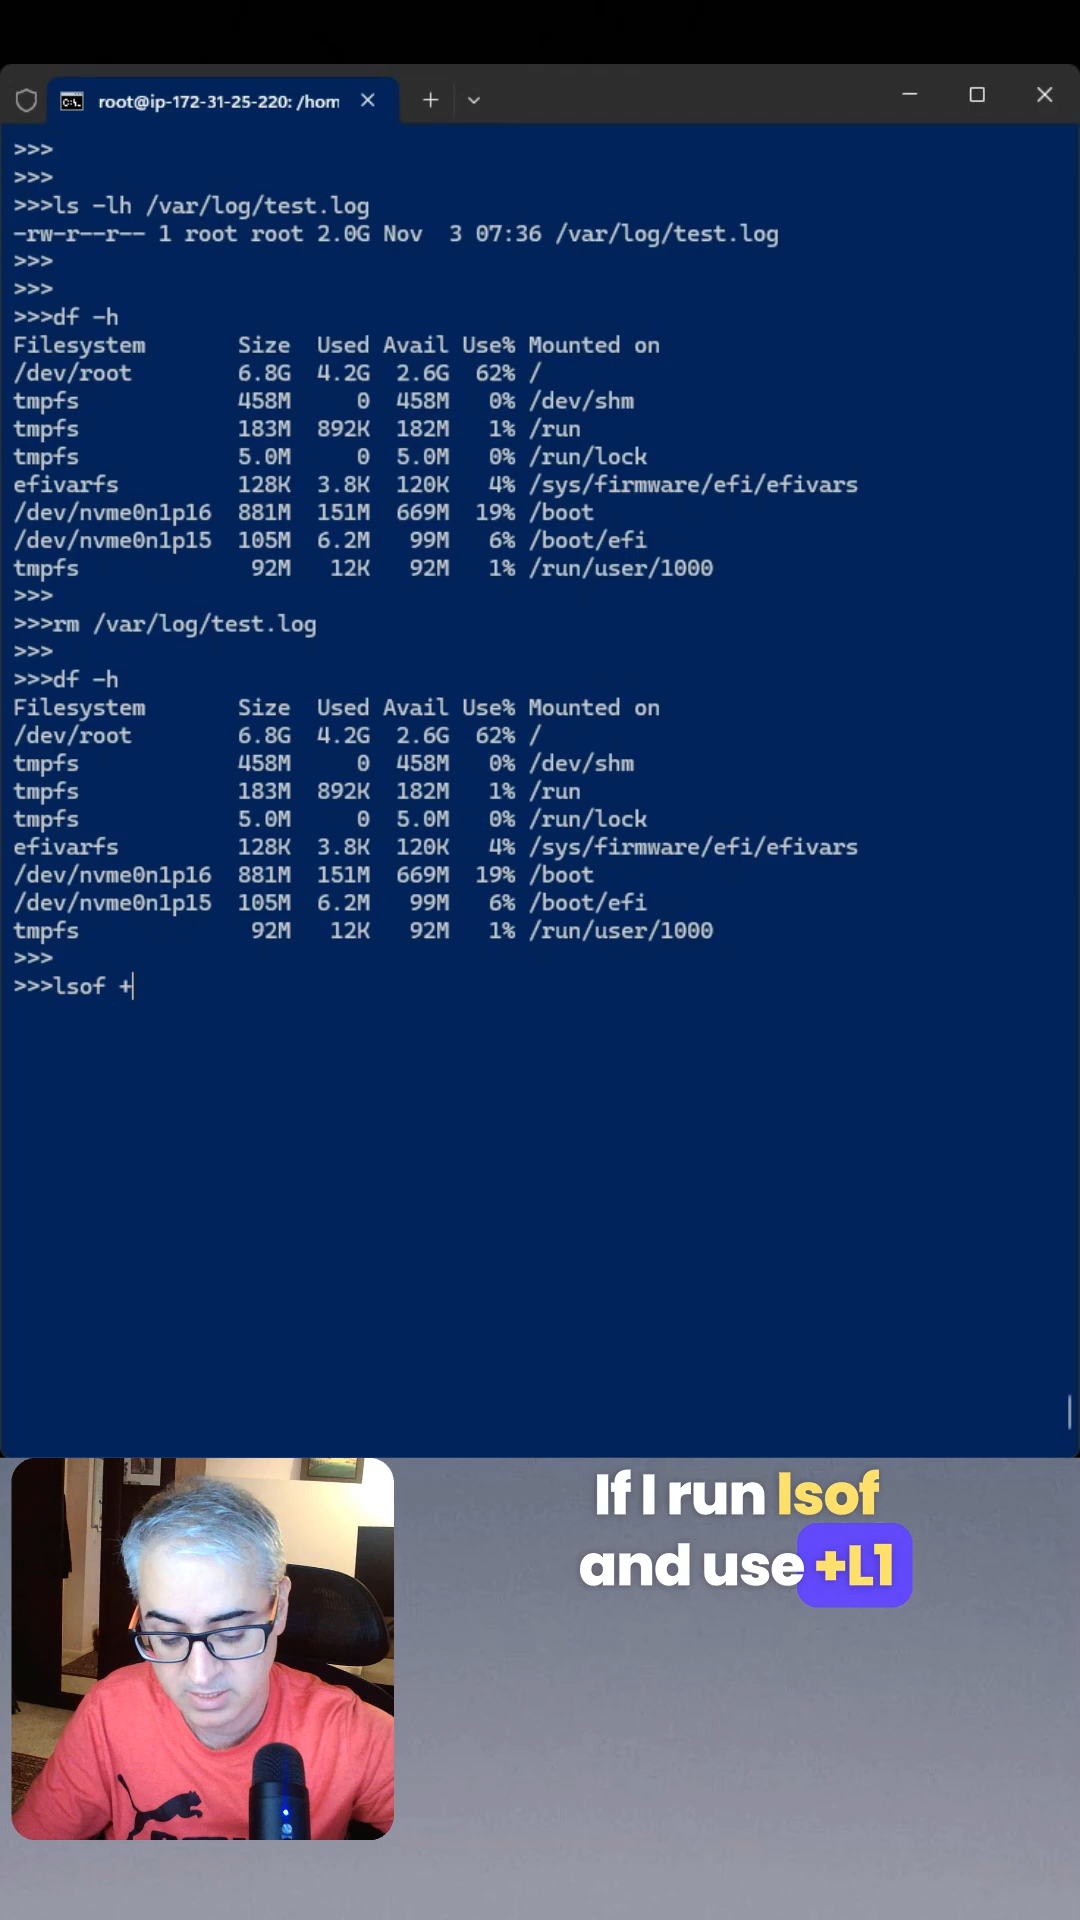 root@ip-172-31-25-220: /hom
>>>
>>>
>>>ls -lh /var/log/test.log
-rw-r--r-- 1 root root 2.0G Nov  3 07:36 /var/log/test.log
>>>
>>>
>>>df -h
Filesystem       Size  Used Avail Use% Mounted on
/dev/root        6.8G  4.2G  2.6G  62% /
tmpfs            458M     0  458M   0% /dev/shm
tmpfs            183M  892K  182M   1% /run
tmpfs            5.0M     0  5.0M   0% /run/lock
efivarfs         128K  3.8K  120K   4% /sys/firmware/efi/efivars
/dev/nvme0n1p16  881M  151M  669M  19% /boot
/dev/nvme0n1p15  105M  6.2M   99M   6% /boot/efi
tmpfs             92M   12K   92M   1% /run/user/1000
>>>
>>>rm /var/log/test.log
>>>
>>>df -h
Filesystem       Size  Used Avail Use% Mounted on
/dev/root        6.8G  4.2G  2.6G  62% /
tmpfs            458M     0  458M   0% /dev/shm
tmpfs            183M  892K  182M   1% /run
tmpfs            5.0M     0  5.0M   0% /run/lock
efivarfs         128K  3.8K  120K   4% /sys/firmware/efi/efivars
/dev/nvme0n1p16  881M  151M  669M  19% /boot
/dev/nvme0n1p15  105M  6.2M   99M   6% /boot/efi
tmpfs             92M   12K   92M   1% /run/user/1000
>>>
>>>lsof +
If I run lsof
and use +L1